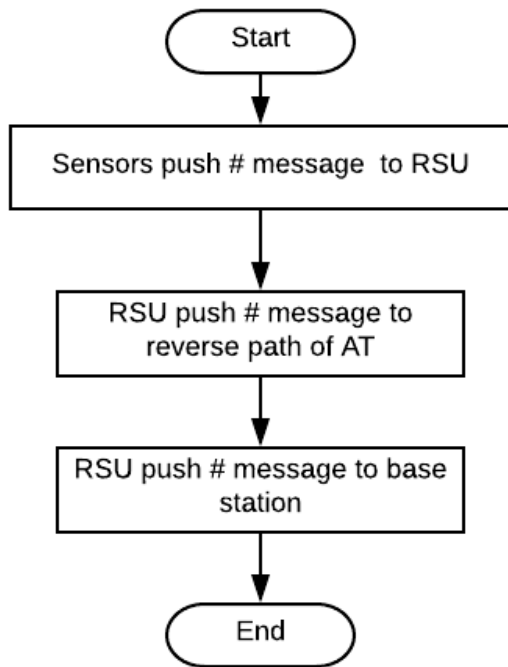 Start
Sensors push # message to RSU
RSU push # message to
reverse path of AT
RSU push # message to base
station
End